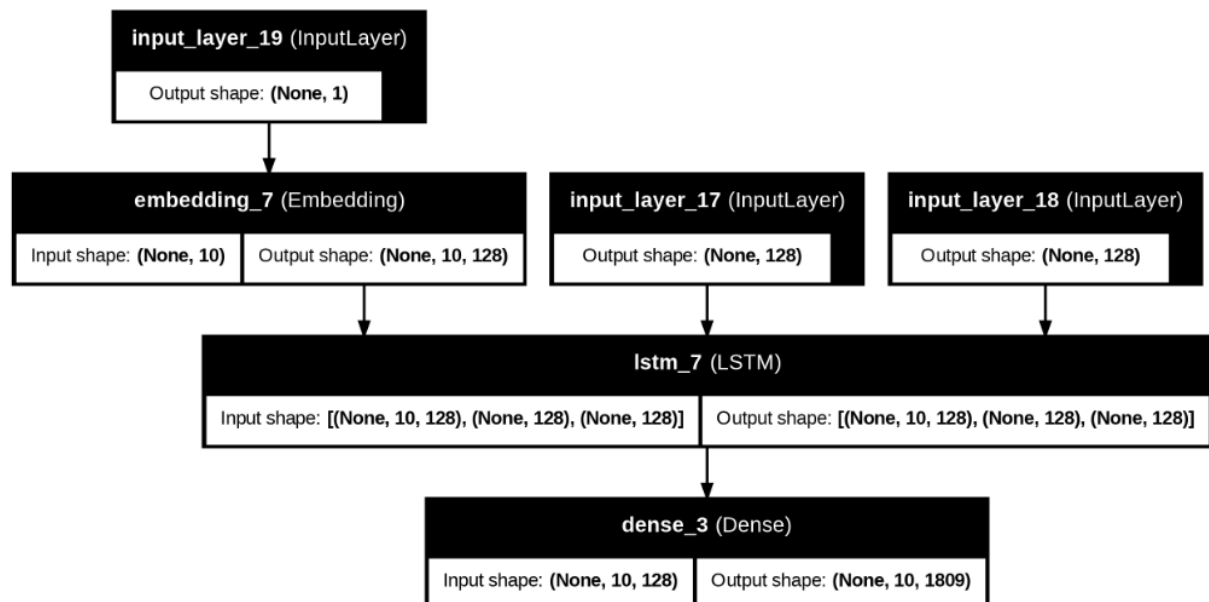 input_layer_19 (InputLayer)
Output shape: (None, 1)
embedding_7 (Embedding)
Input shape: (None, 10)
Output shape: (None, 10, 128)
input_layer_17 (InputLayer)
Output shape: (None, 128)
input_layer_18 (InputLayer)
Output shape: (None, 128)
lstm_7 (LSTM)
Input shape: [(None, 10, 128), (None, 128), (None, 128)]
Output shape: [(None, 10, 128), (None, 128), (None, 128)]
dense_3 (Dense)
Input shape: (None, 10, 128)
Output shape: (None, 10, 1809)